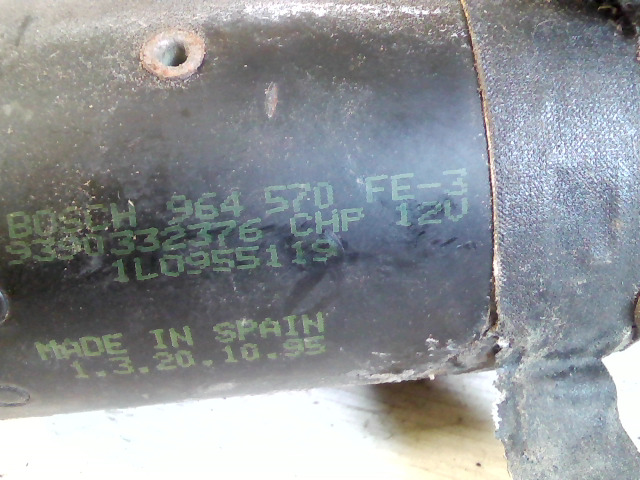 BOSCH 964 570 FE-3
9390332376 CHP 12V
1L0955119
MADE IN SPAIN
1.3.20.10.95